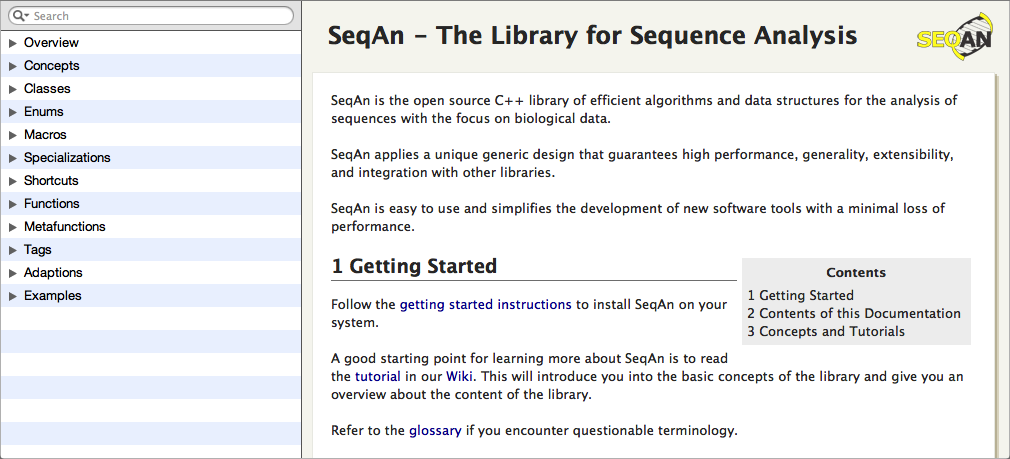 Search
Overview
Concepts
Classes
Enums
Macros
Specializations
Shortcuts
Functions
Metafunctions
Tags
Adaptions
Examples
SeqAn - The Library for Sequence Analysis
SEQAN
SeqAn is the open source C++ library of efficient algorithms and data structures for the analysis of
sequences with the focus on biological data.
SeqAn applies a unique generic design that guarantees high performance, generality, extensibility,
and integration with other libraries.
SeqAn is easy to use and simplifies the development of new software tools with a minimal loss of
performance.
1 Getting Started
Contents
1 Getting Started
2 Contents of this Documentation
3 Concepts and Tutorials
Follow the getting started instructions to install SeqAn on your
system.
A good starting point for learning more about SeqAn is to read
the tutorial in our Wiki. This will introduce you into the basic concepts of the library and give you an
overview about the content of the library.
Refer to the glossary if you encounter questionable terminology.